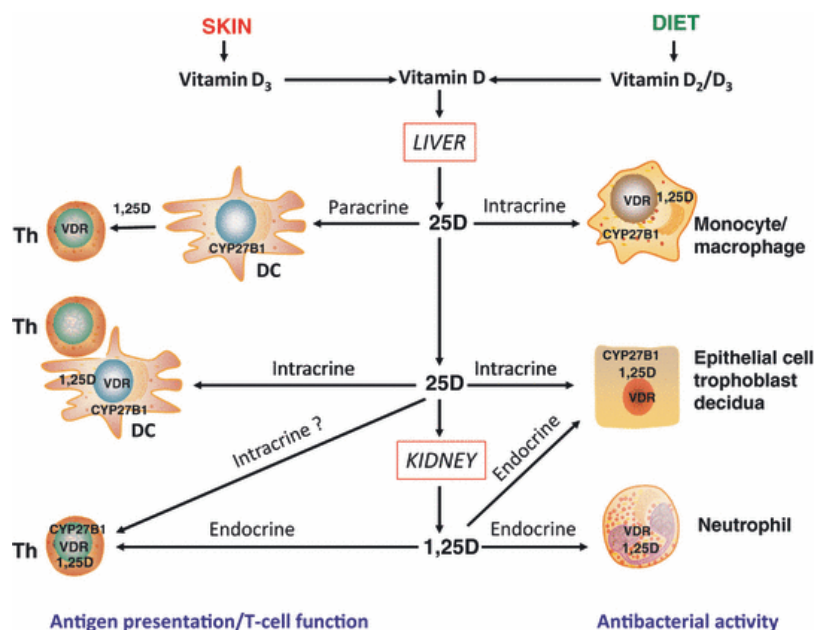 SKIN
DIET
Vitamin D₃
Vitamin D
Vitamin D₂/D₃
LIVER
1,25D
Paracrine
25D
Intracrine
VDR
1,25D
Th
VDR
CYP27B1
CYP27B1
Monocyte/
macrophage
DC
Th
CYP27B1
Epithelial cell
1,25D
VDR
Intracrine
25D
Intracrine
1,25D
trophoblast
CYP27B1
VDR
decidua
DC
Intracrine ?
KIDNEY
Endocrine
CYP27B1
Th
VDR
1,25D
Endocrine
1,25D
Endocrine
VDR
1,25D
Neutrophil
Antigen presentation/T-cell function
Antibacterial activity